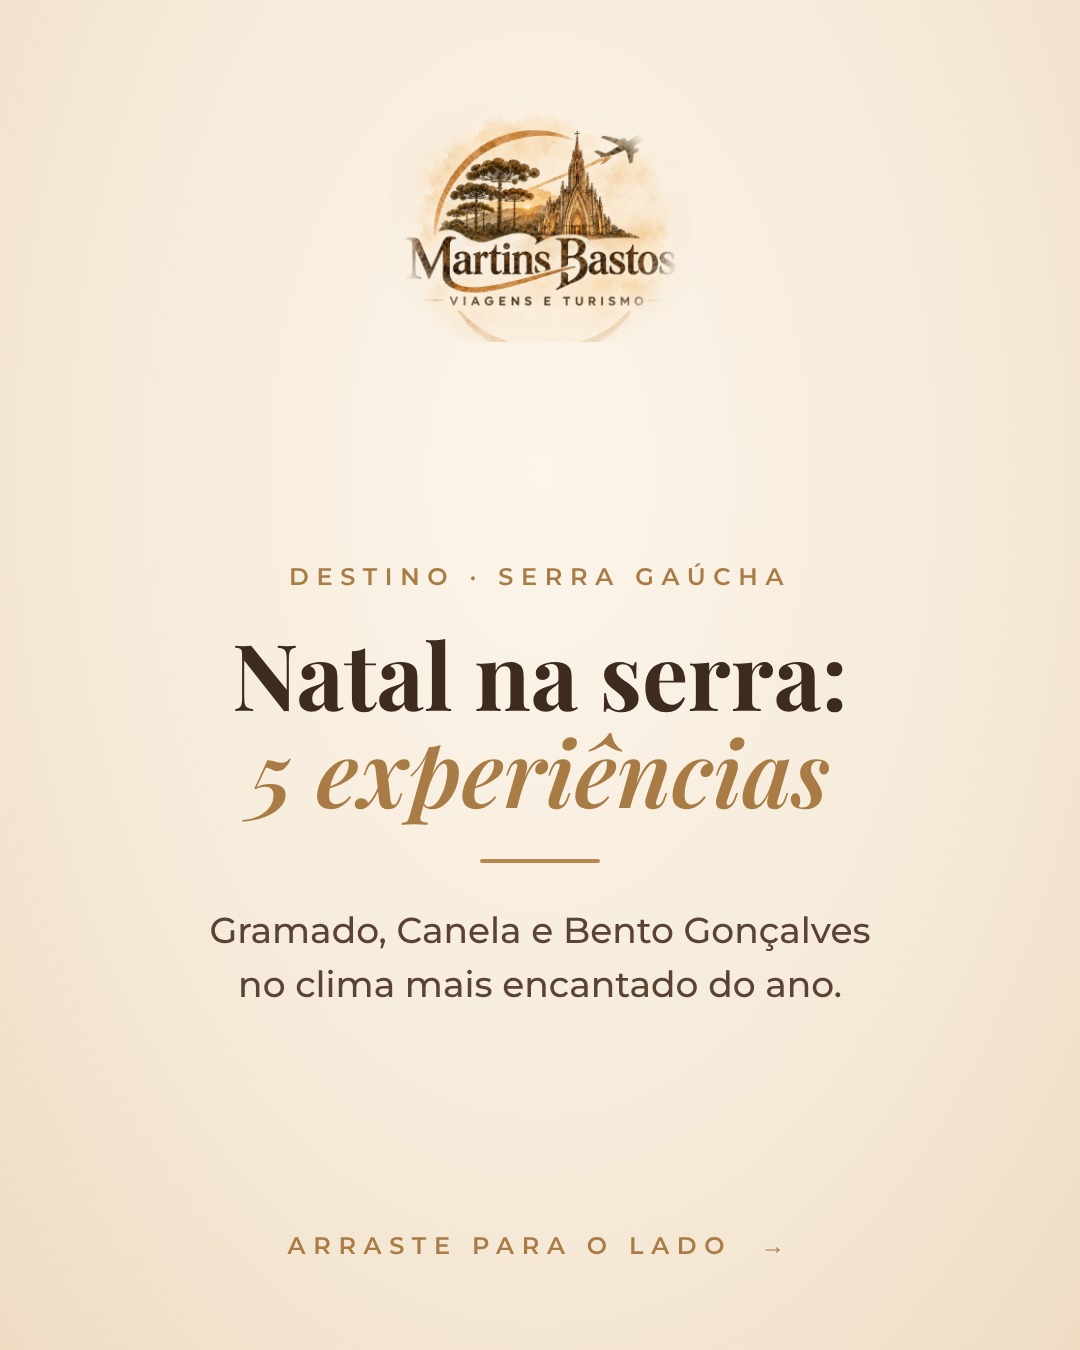 Martins Bastos
VIAGENS E TURISMO
DESTINO · SERRA GAÚCHA
Natal na serra:
5 experiências
Gramado, Canela e Bento Gonçalves
no clima mais encantado do ano.
ARRASTE PARA O LADO →